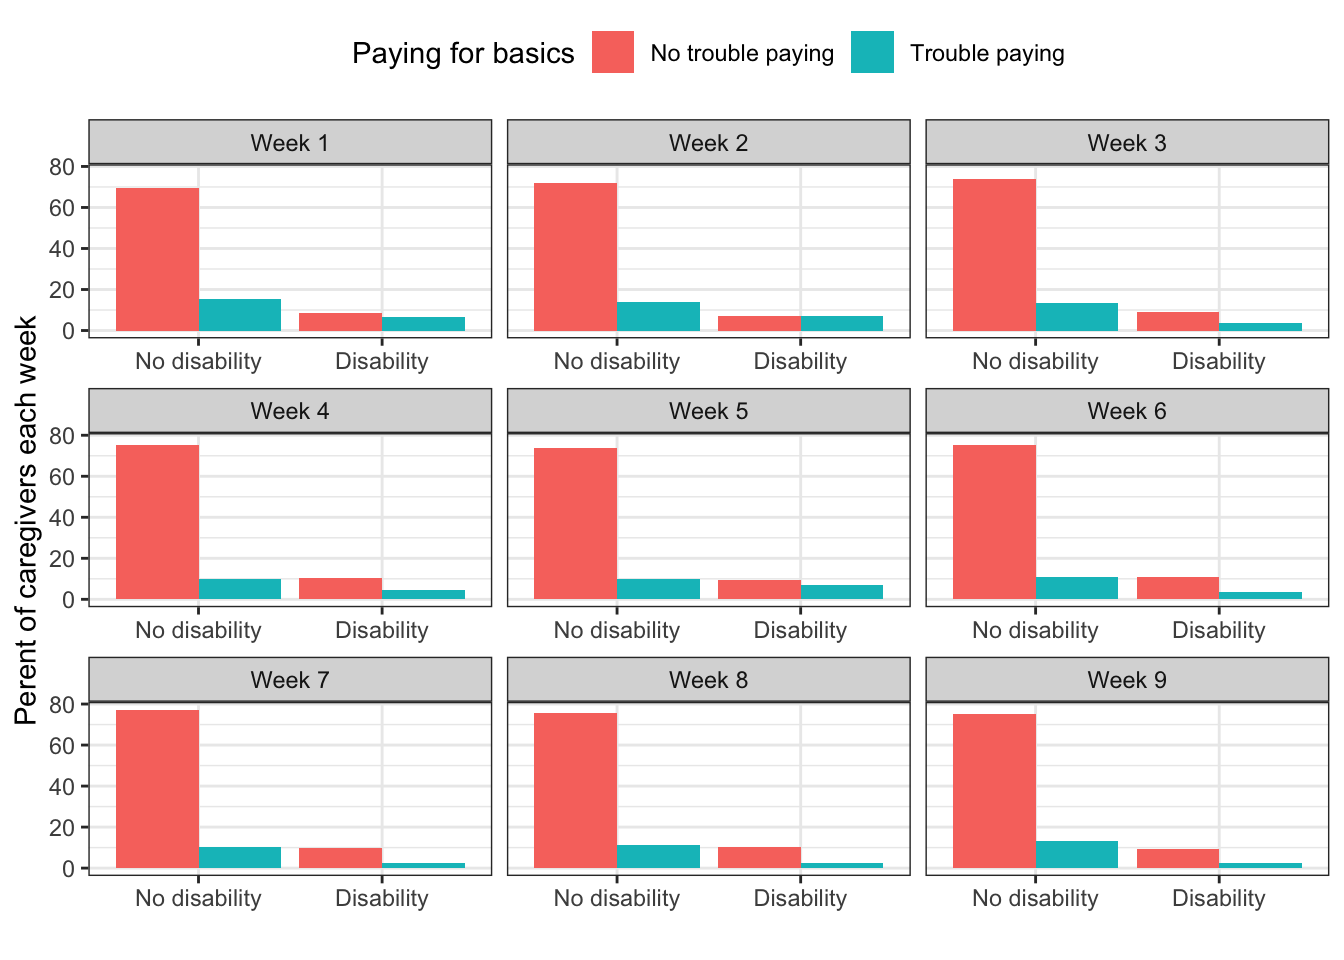 Paying for basics No trouble paying Trouble paying
Perent of caregivers each week
Week 1 Week 2 Week 3
80
60
40
20
0
No disability Disability No disability Disability No disability Disability
Week 4 Week 5 Week 6
80
60
40
20
0
No disability Disability No disability Disability No disability Disability
Week 7 Week 8 Week 9
80
60
40
20
0
No disability Disability No disability Disability No disability Disability